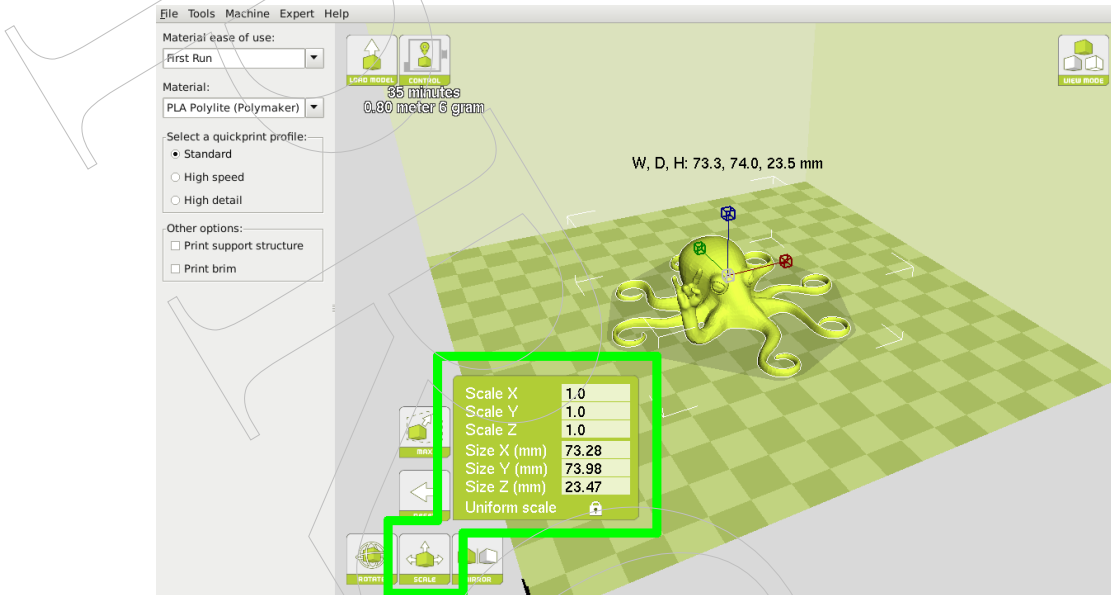 File Tools Machine Expert Help
Material ease of use:
First Run
Material:
PLA Polylite (Polymaker)
Select a quickprint profile:
Standard
High speed
High detail
Other options:
Print support structure
Print brim
LOAD MODEL
CONTROL
35 minutes
0.80 meter 6 gram
VIEW MODE
W, D, H: 73.3, 74.0, 23.5 mm
Scale X 1.0
Scale Y 1.0
Scale Z 1.0
Size X (mm) 73.28
Size Y (mm) 73.98
Size Z (mm) 23.47
Uniform scale
MAX
ROTATE
SCALE